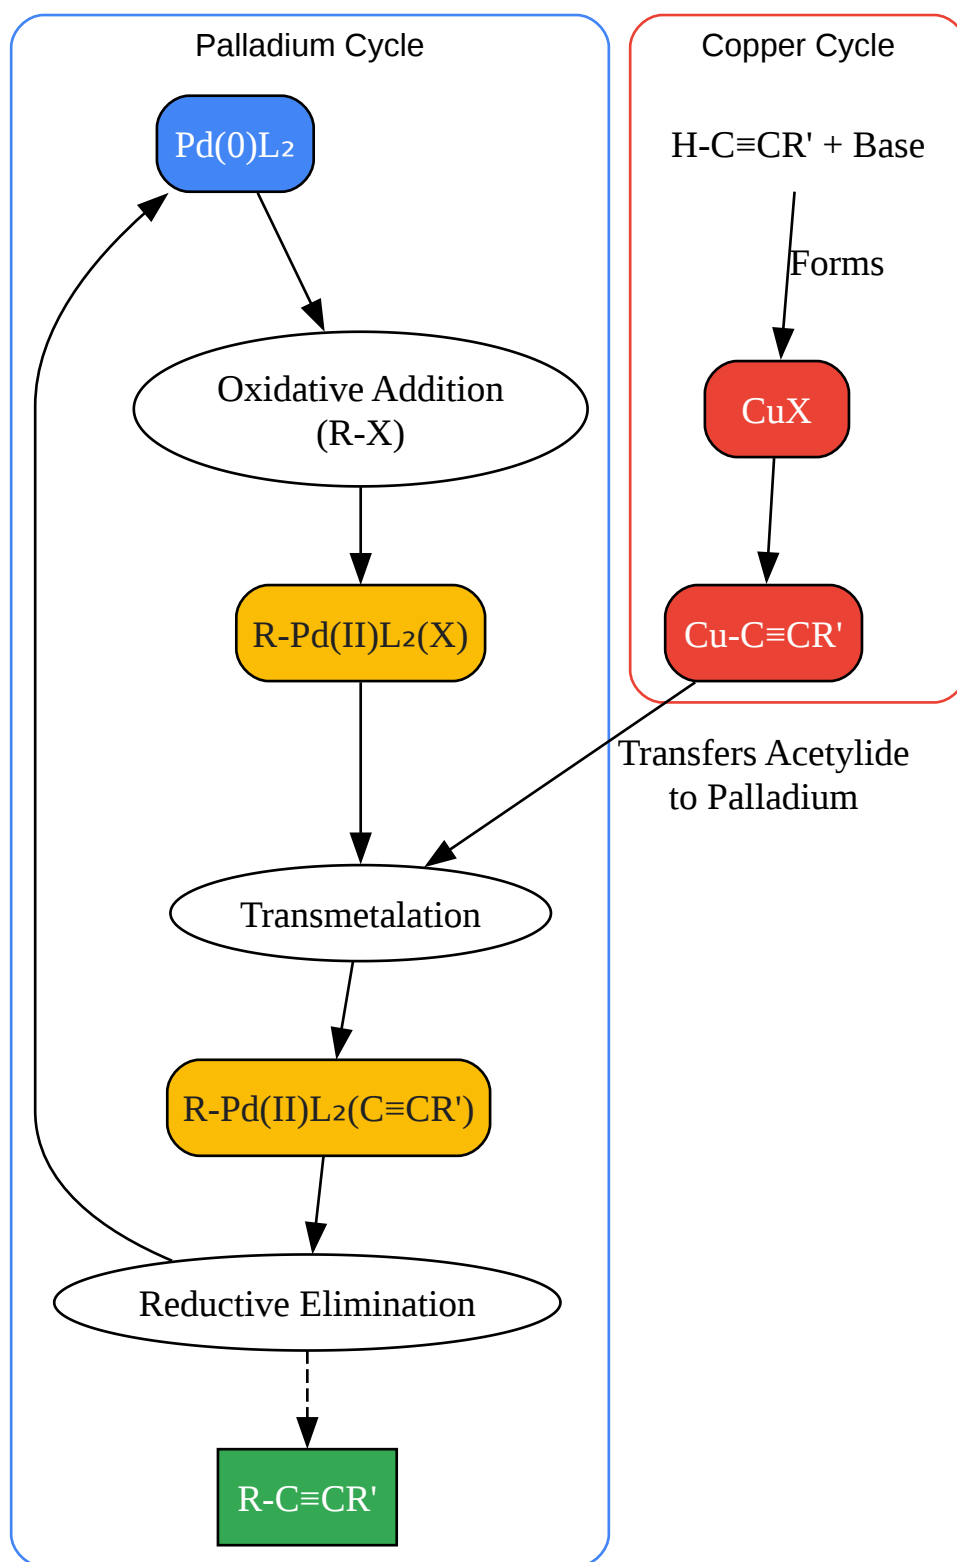 Palladium Cycle
Pd(0)L₂
Oxidative Addition
(R-X)
R-Pd(II)L₂(X)
Transmetalation
R-Pd(II)L₂(C≡CR')
Reductive Elimination
R-C≡CR'
Copper Cycle
H-C≡CR' + Base
Forms
CuX
Cu-C≡CR'
Transfers Acetylide
to Palladium